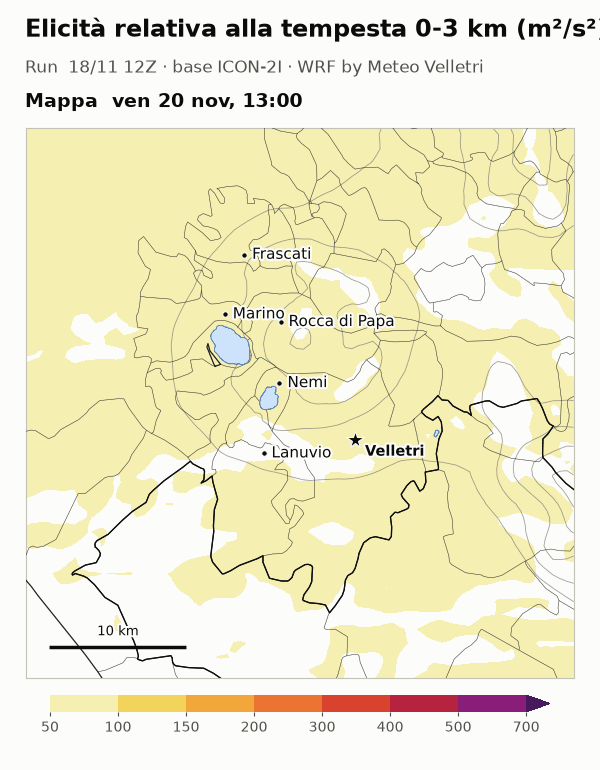 Elicità relativa alla tempesta 0-3 km (m²/s²)
Run 18/11 12Z · base ICON-2I · WRF by Meteo Velletri
Mappa ven 20 nov, 13:00
Frascati
Marino
Rocca di Papa
Nemi
Velletri
Lanuvio
10 km
50 100 150 200 300 400 500 700